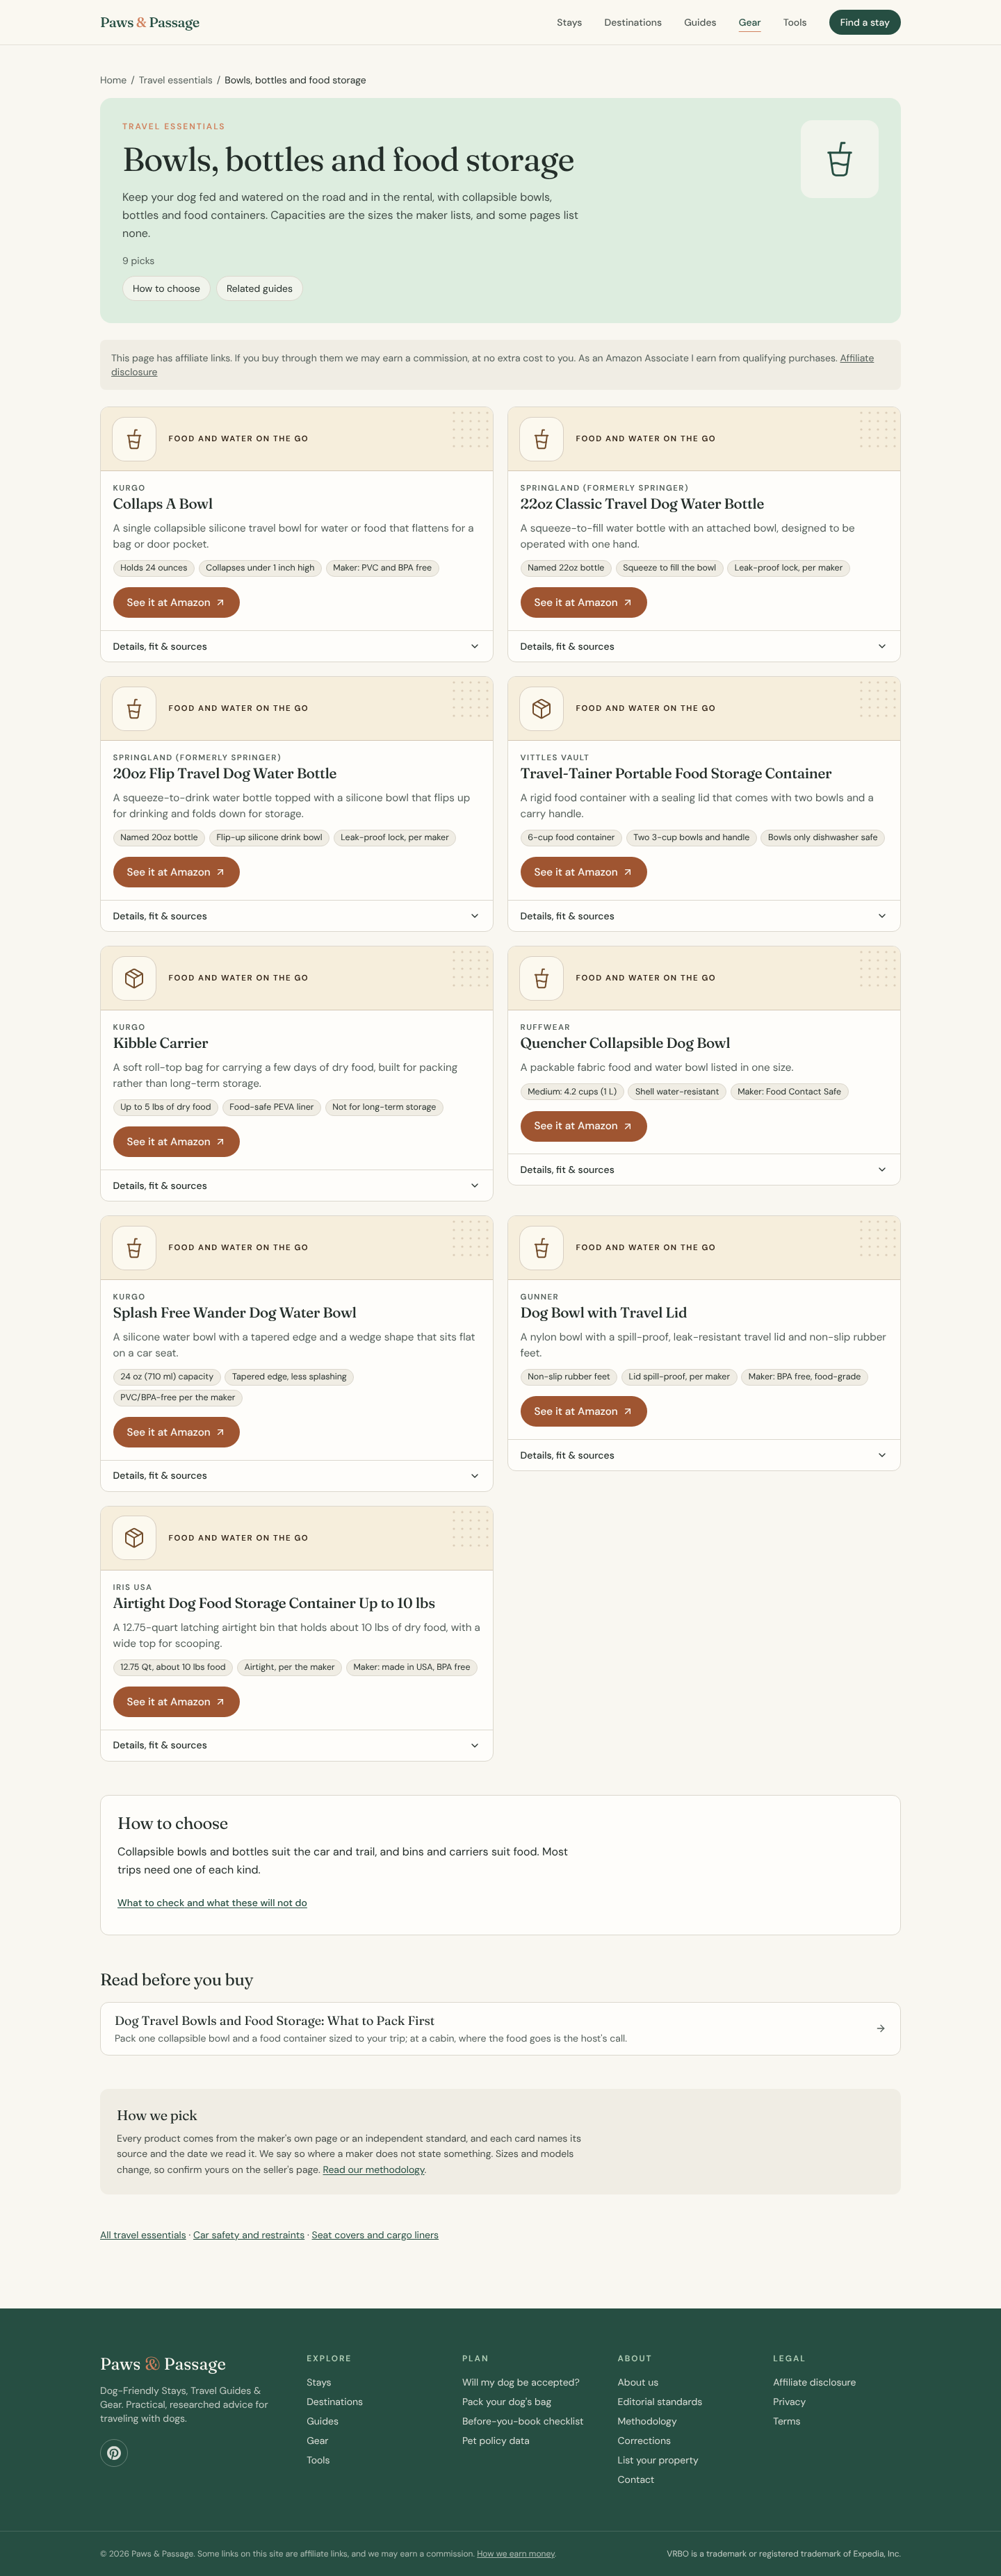 Paws & Passage
Stays
Destinations
Guides
Gear
Tools
Find a stay
Home / Travel essentials / Bowls, bottles and food storage
TRAVEL ESSENTIALS
Bowls, bottles and food storage
Keep your dog fed and watered on the road and in the rental, with collapsible bowls,
bottles and food containers. Capacities are the sizes the maker lists, and some pages list
none.
9 picks
How to choose
Related guides
This page has affiliate links. If you buy through them we may earn a commission, at no extra cost to you. As an Amazon Associate I earn from qualifying purchases. Affiliate
disclosure
FOOD AND WATER ON THE GO
KURGO
Collaps A Bowl
A single collapsible silicone travel bowl for water or food that flattens for a
bag or door pocket.
Holds 24 ounces
Collapses under 1 inch high
Maker: PVC and BPA free
See it at Amazon
Details, fit & sources
FOOD AND WATER ON THE GO
SPRINGLAND (FORMERLY SPRINGER)
22oz Classic Travel Dog Water Bottle
A squeeze-to-fill water bottle with an attached bowl, designed to be
operated with one hand.
Named 22oz bottle
Squeeze to fill the bowl
Leak-proof lock, per maker
See it at Amazon
Details, fit & sources
FOOD AND WATER ON THE GO
SPRINGLAND (FORMERLY SPRINGER)
20oz Flip Travel Dog Water Bottle
A squeeze-to-drink water bottle topped with a silicone bowl that flips up
for drinking and folds down for storage.
Named 20oz bottle
Flip-up silicone drink bowl
Leak-proof lock, per maker
See it at Amazon
Details, fit & sources
FOOD AND WATER ON THE GO
VITTLES VAULT
Travel-Tainer Portable Food Storage Container
A rigid food container with a sealing lid that comes with two bowls and a
carry handle.
6-cup food container
Two 3-cup bowls and handle
Bowls only dishwasher safe
See it at Amazon
Details, fit & sources
FOOD AND WATER ON THE GO
KURGO
Kibble Carrier
A soft roll-top bag for carrying a few days of dry food, built for packing
rather than long-term storage.
Up to 5 lbs of dry food
Food-safe PEVA liner
Not for long-term storage
See it at Amazon
Details, fit & sources
FOOD AND WATER ON THE GO
RUFFWEAR
Quencher Collapsible Dog Bowl
A packable fabric food and water bowl listed in one size.
Medium: 4.2 cups (1 L)
Shell water-resistant
Maker: Food Contact Safe
See it at Amazon
Details, fit & sources
FOOD AND WATER ON THE GO
KURGO
Splash Free Wander Dog Water Bowl
A silicone water bowl with a tapered edge and a wedge shape that sits flat
on a car seat.
24 oz (710 ml) capacity
Tapered edge, less splashing
PVC/BPA-free per the maker
See it at Amazon
Details, fit & sources
FOOD AND WATER ON THE GO
GUNNER
Dog Bowl with Travel Lid
A nylon bowl with a spill-proof, leak-resistant travel lid and non-slip rubber
feet.
Non-slip rubber feet
Lid spill-proof, per maker
Maker: BPA free, food-grade
See it at Amazon
Details, fit & sources
FOOD AND WATER ON THE GO
IRIS USA
Airtight Dog Food Storage Container Up to 10 lbs
A 12.75-quart latching airtight bin that holds about 10 lbs of dry food, with a
wide top for scooping.
12.75 Qt, about 10 lbs food
Airtight, per the maker
Maker: made in USA, BPA free
See it at Amazon
Details, fit & sources
How to choose
Collapsible bowls and bottles suit the car and trail, and bins and carriers suit food. Most
trips need one of each kind.
What to check and what these will not do
Read before you buy
Dog Travel Bowls and Food Storage: What to Pack First
Pack one collapsible bowl and a food container sized to your trip; at a cabin, where the food goes is the host's call.
How we pick
Every product comes from the maker's own page or an independent standard, and each card names its
source and the date we read it. We say so where a maker does not state something. Sizes and models
change, so confirm yours on the seller's page. Read our methodology.
All travel essentials · Car safety and restraints · Seat covers and cargo liners
Paws & Passage
Dog-Friendly Stays, Travel Guides &
Gear. Practical, researched advice for
traveling with dogs.
EXPLORE
Stays
Destinations
Guides
Gear
Tools
PLAN
Will my dog be accepted?
Pack your dog's bag
Before-you-book checklist
Pet policy data
ABOUT
About us
Editorial standards
Methodology
Corrections
List your property
Contact
LEGAL
Affiliate disclosure
Privacy
Terms
© 2026 Paws & Passage. Some links on this site are affiliate links, and we may earn a commission. How we earn money.
VRBO is a trademark or registered trademark of Expedia, Inc.